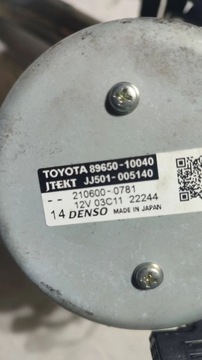 TOYOTA 89650-10040
JTEKT JJ501-005140
-- 210600-0781
12V 03C11 22244
14 DENSO MADE IN JAPAN